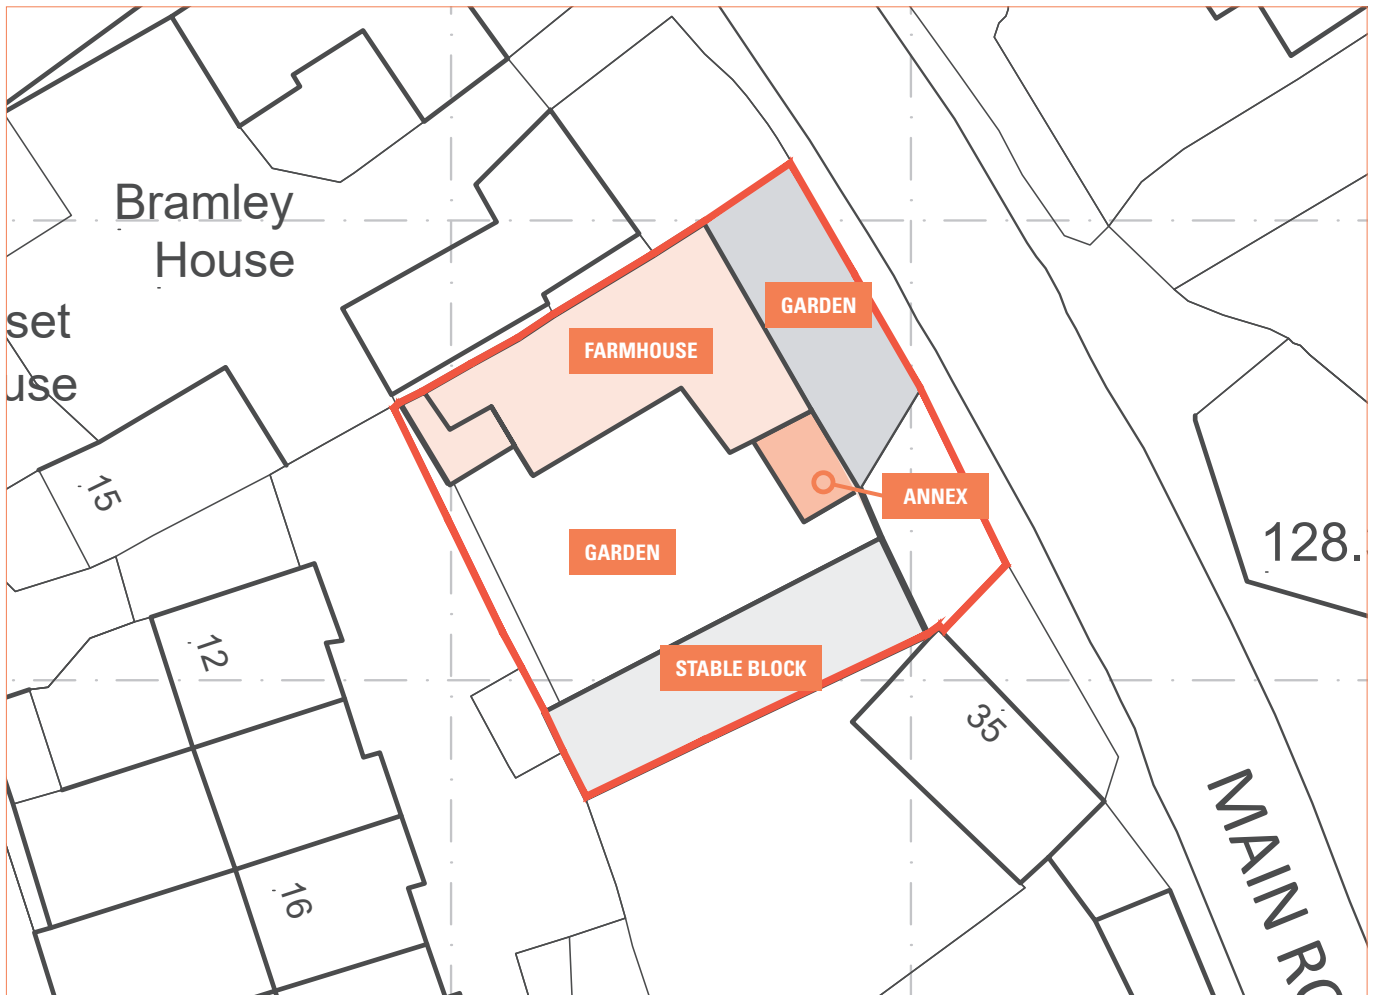 Bramley
House
set
use
GARDEN
FARMHOUSE
15
ANNEX
GARDEN
128.
12
STABLE BLOCK
35
16
MAIN RO